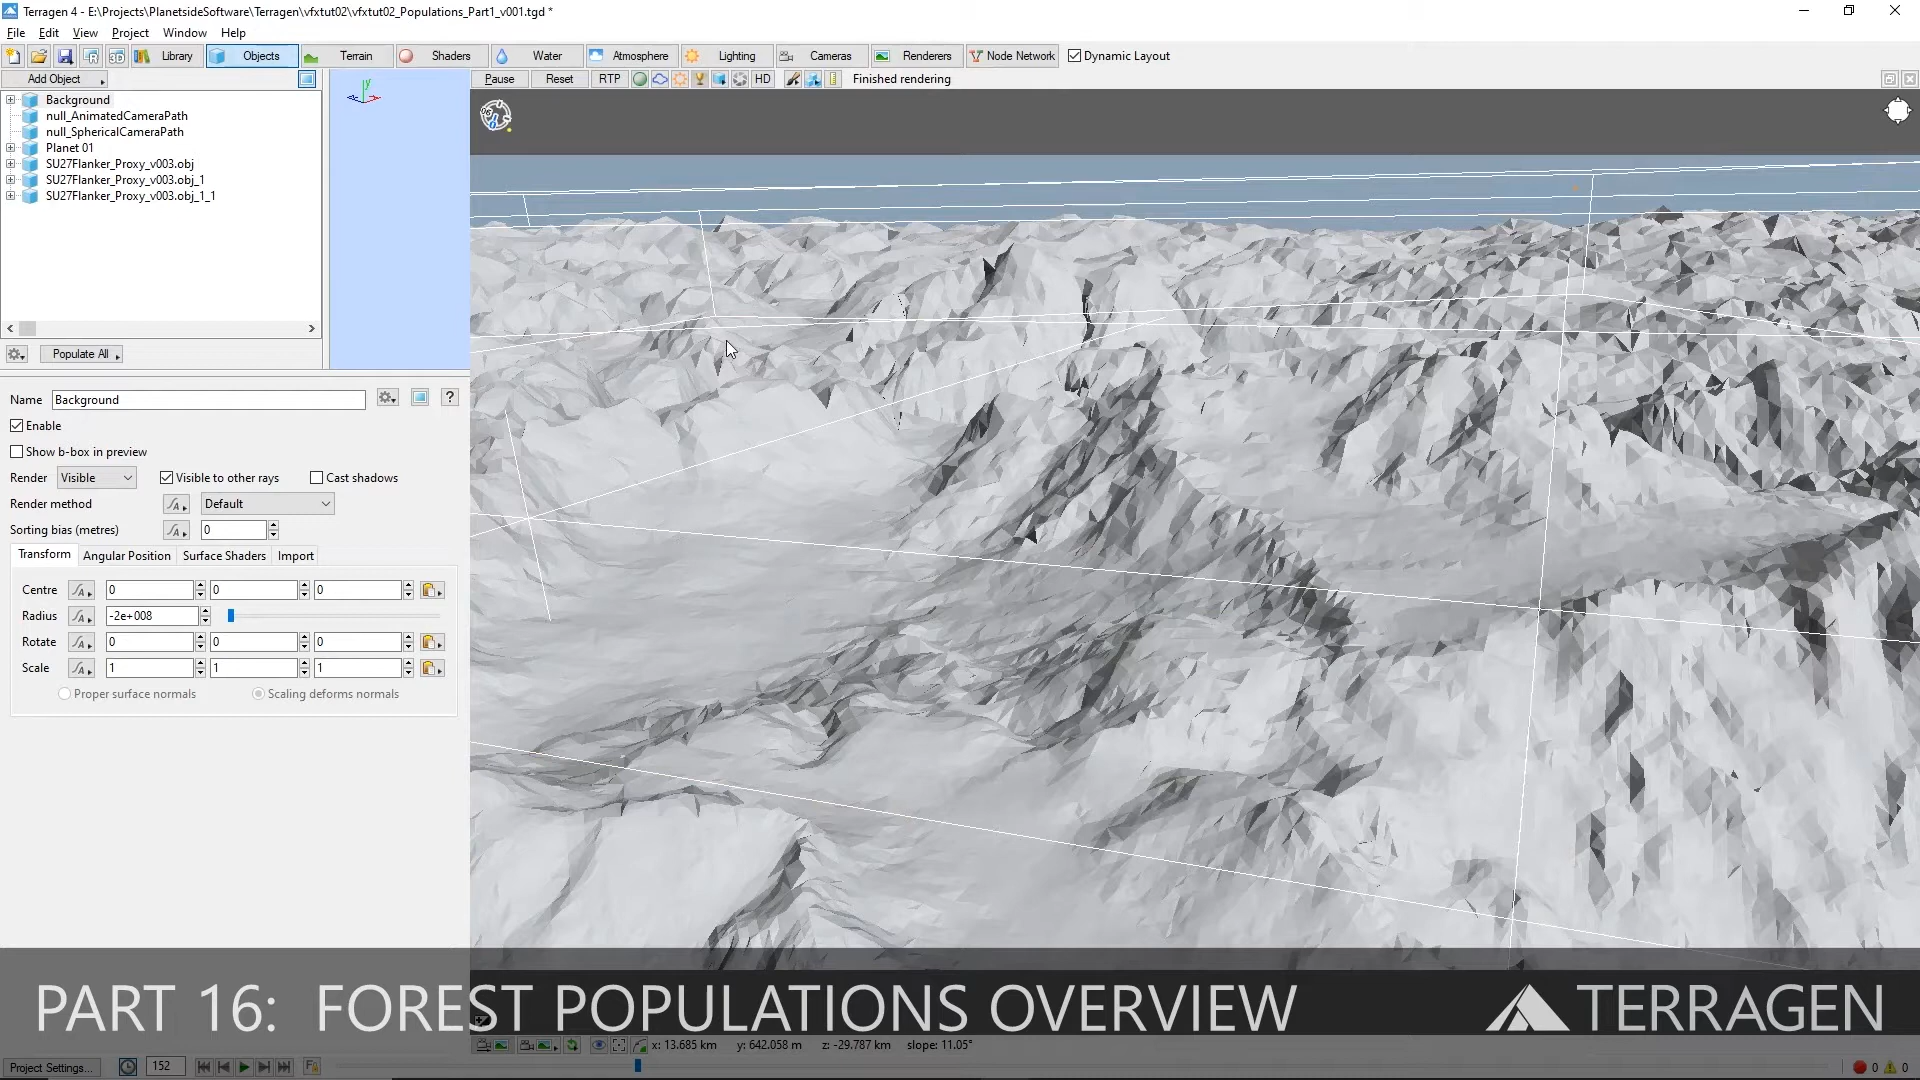 Terragen 4 - E:\Projects\PlanetsideSoftware\Terragen\vfxtut02\vfxtut02_Populations_Part1_v001.tgd *
File Edit View Project Window Help
Library Objects Terrain Shaders Water Atmosphere Lighting Cameras Renderers Node Network Dynamic Layout
Add Object Pause Reset RTP HD Finished rendering
Background
null_AnimatedCameraPath
null_SphericalCameraPath
Planet 01
SU27Flanker_Proxy_v003.obj
SU27Flanker_Proxy_v003.obj_1
SU27Flanker_Proxy_v003.obj_1_1
y
Populate All
Name Background ?
Enable
Show b-box in preview
Render Visible Visible to other rays Cast shadows
Render method Default
Sorting bias (metres) 0
Transform Angular Position Surface Shaders Import
Centre 0 0 0
Radius -2e+008
Rotate 0 0 0
Scale 1 1 1
Proper surface normals Scaling deforms normals
PART 16: FOREST POPULATIONS OVERVIEW
TERRAGEN
x: 13.685 km y: 642.058 m z: -29.787 km slope: 11.05°
Project Settings... 152 0 0